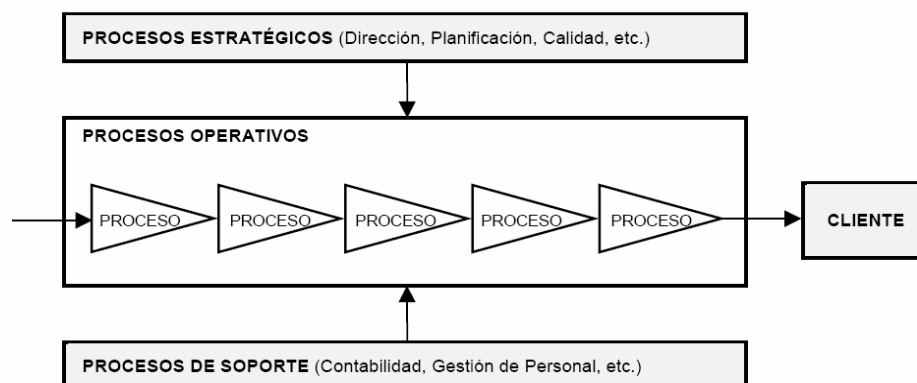 PROCESOS ESTRATÉGICOS (Dirección, Planificación, Calidad, etc.)
PROCESOS OPERATIVOS
PROCESO PROCESO PROCESO PROCESO PROCESO
CLIENTE
PROCESOS DE SOPORTE (Contabilidad, Gestión de Personal, etc.)